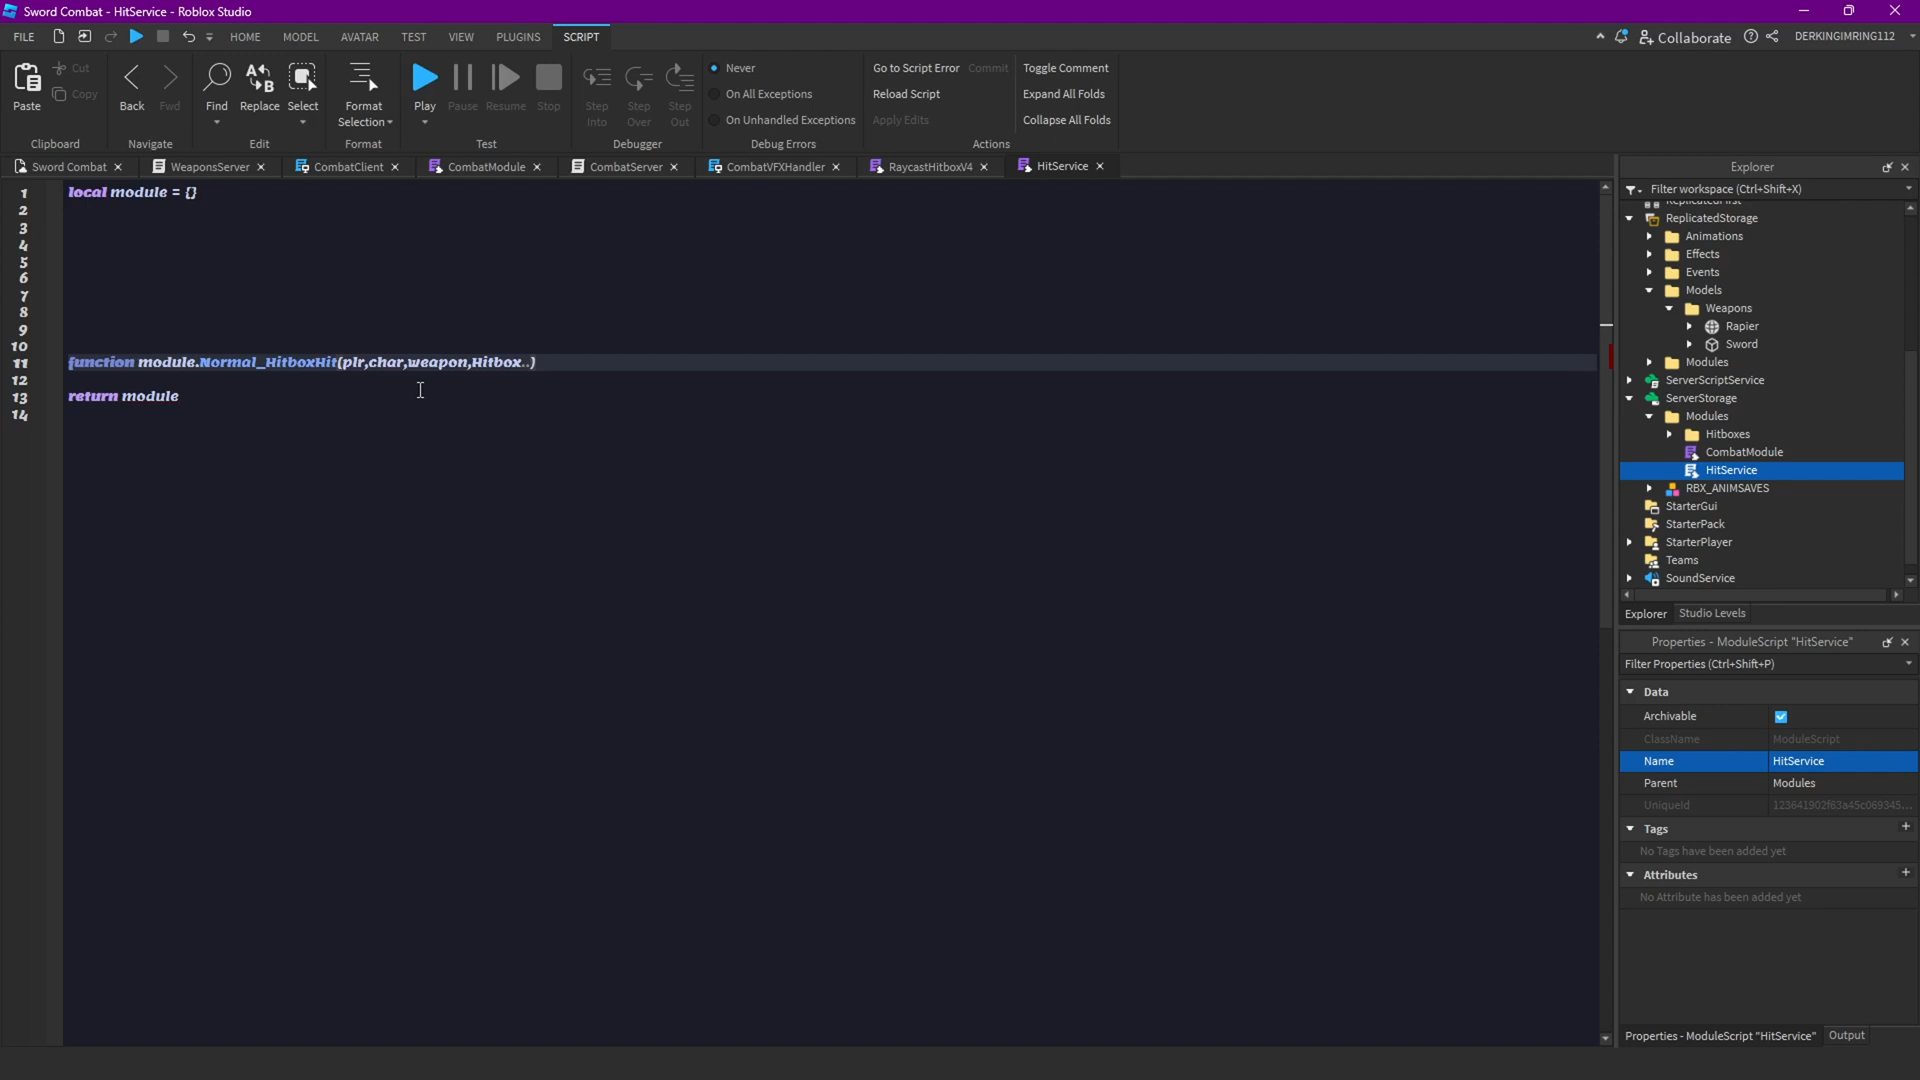 Sword Combat - HitService - Roblox Studio
FILE HOME MODEL AVATAR TEST VIEW PLUGINS SCRIPT Collaborate DERKINGIMRING112
Paste Cut Copy
Clipboard
Back Fwd
Navigate
Find Replace Select
Edit
Format Selection
Format
Play Pause Resume Stop
Test
Step Into Step Over Step Out
Debugger
Never
On All Exceptions
On Unhandled Exceptions
Debug Errors
Go to Script Error Commit Toggle Comment
Reload Script Expand All Folds
Apply Edits Collapse All Folds
Actions
Sword Combat WeaponsServer CombatClient CombatModule CombatServer CombatVFXHandler RaycastHitboxV4 HitService
1 local module = {}
2
3
4
5
6
7
8
9
10
11 function module.Normal_HitboxHit(plr,char,weapon,Hitbox..)
12
13 return module
14
Explorer
Filter workspace (Ctrl+Shift+X)
ReplicatedFirst
ReplicatedStorage
Animations
Effects
Events
Models
Weapons
Rapier
Sword
Modules
ServerScriptService
ServerStorage
Modules
Hitboxes
CombatModule
HitService
RBX_ANIMSAVES
StarterGui
StarterPack
StarterPlayer
Teams
SoundService
Explorer Studio Levels
Properties - ModuleScript "HitService"
Filter Properties (Ctrl+Shift+P)
Data
Archivable
ClassName ModuleScript
Name HitService
Parent Modules
UniqueId 123641902f63a45c069345...
Tags
No Tags have been added yet
Attributes
No Attribute has been added yet
Properties - ModuleScript "HitService" Output